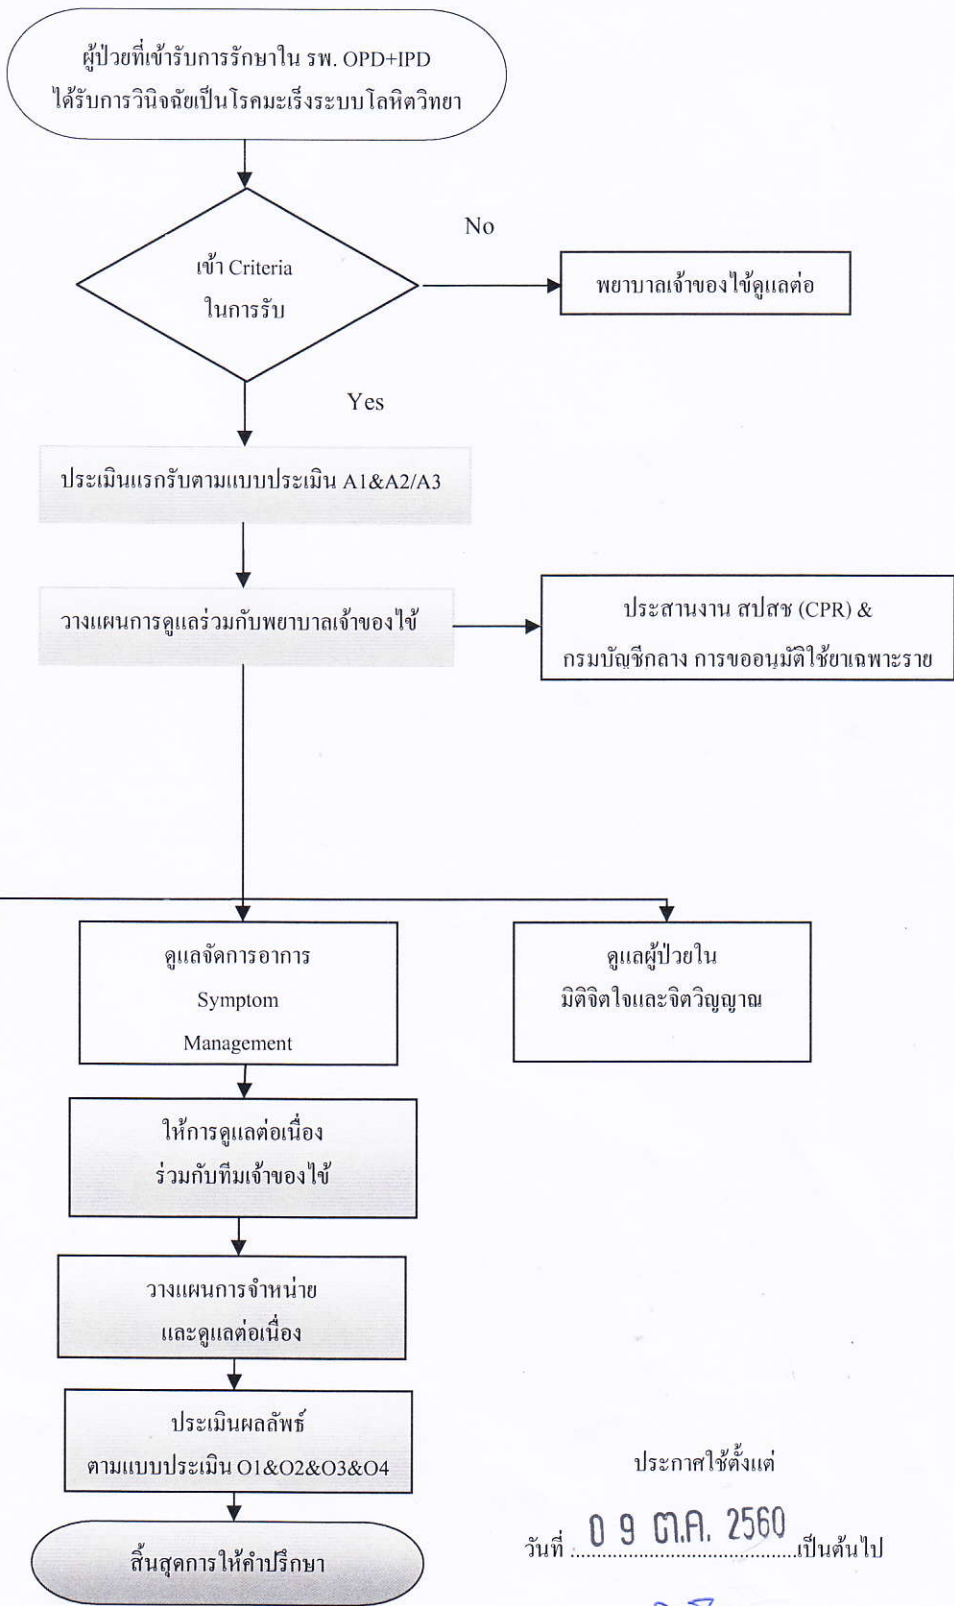 ผู้ป่วยที่เข้ารับการรักษาใน รพ. OPD+IPD
ได้รับการวินิจฉัยเป็นโรคมะเร็งระบบโลหิตวิทยา
No
เข้า Criteria
ในการรับ
พยาบาลเจ้าของไข้ดูแลต่อ
Yes
ประเมินแรกรับตามแบบประเมิน A1&A2/A3
วางแผนการดูแลร่วมกับพยาบาลเจ้าของไข้
ประสานงาน สปสช (CPR) &
กรมบัญชีกลาง การขออนุมัติใช้ยาเฉพาะราย
ดูแลจัดการอาการ
Symptom
Management
ดูแลผู้ป่วยใน
มิติจิตใจและจิตวิญญาณ
ให้การดูแลต่อเนื่อง
ร่วมกับทีมเจ้าของไข้
วางแผนการจำหน่าย
และดูแลต่อเนื่อง
ประเมินผลลัพธ์
ตามแบบประเมิน O1&O2&O3&O4
สิ้นสุดการให้คำปรึกษา
ประกาศใช้ตั้งแต่
วันที่ 09 ต.ค. 2560 เป็นต้นไป